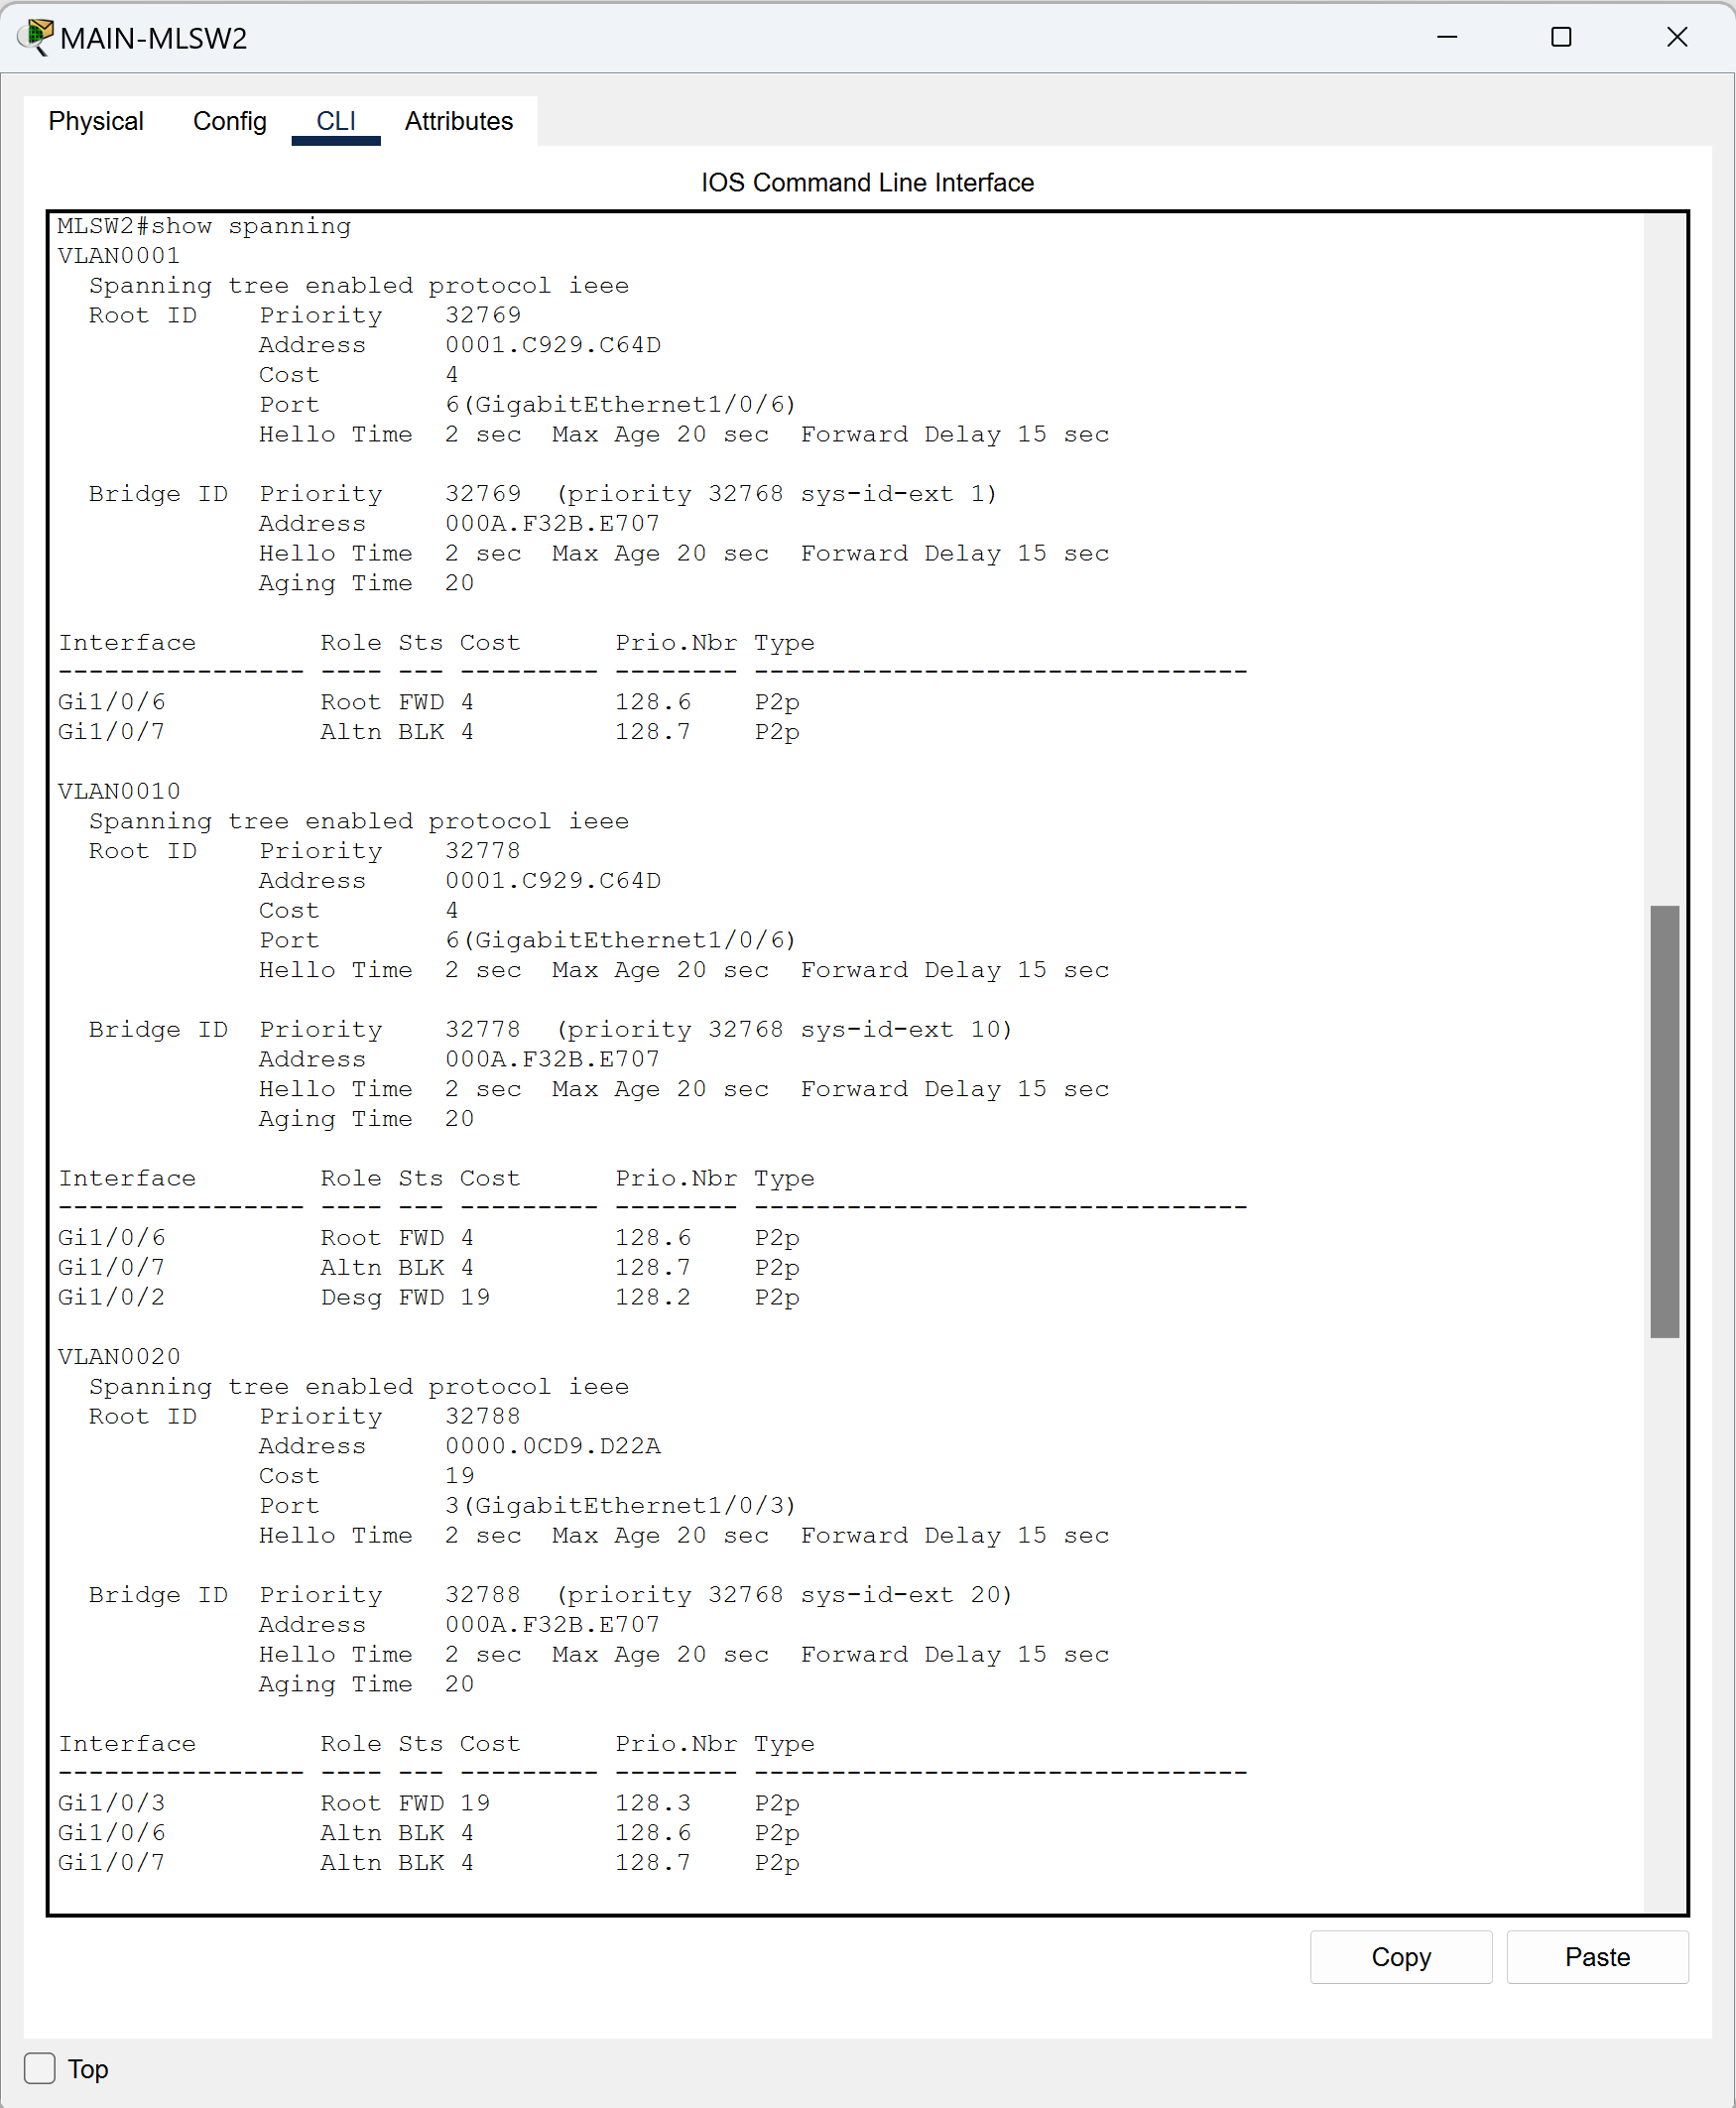 MAIN-MLSW2
Physical Config CLI Attributes
IOS Command Line Interface
MLSW2#show spanning
VLAN0001
  Spanning tree enabled protocol ieee
  Root ID    Priority    32769
             Address     0001.C929.C64D
             Cost        4
             Port        6(GigabitEthernet1/0/6)
             Hello Time  2 sec  Max Age 20 sec  Forward Delay 15 sec

  Bridge ID  Priority    32769  (priority 32768 sys-id-ext 1)
             Address     000A.F32B.E707
             Hello Time  2 sec  Max Age 20 sec  Forward Delay 15 sec
             Aging Time  20

Interface        Role Sts Cost      Prio.Nbr Type
---------------- ---- --- --------- -------- --------------------------------
Gi1/0/6          Root FWD 4         128.6    P2p
Gi1/0/7          Altn BLK 4         128.7    P2p

VLAN0010
  Spanning tree enabled protocol ieee
  Root ID    Priority    32778
             Address     0001.C929.C64D
             Cost        4
             Port        6(GigabitEthernet1/0/6)
             Hello Time  2 sec  Max Age 20 sec  Forward Delay 15 sec

  Bridge ID  Priority    32778  (priority 32768 sys-id-ext 10)
             Address     000A.F32B.E707
             Hello Time  2 sec  Max Age 20 sec  Forward Delay 15 sec
             Aging Time  20

Interface        Role Sts Cost      Prio.Nbr Type
---------------- ---- --- --------- -------- --------------------------------
Gi1/0/6          Root FWD 4         128.6    P2p
Gi1/0/7          Altn BLK 4         128.7    P2p
Gi1/0/2          Desg FWD 19        128.2    P2p

VLAN0020
  Spanning tree enabled protocol ieee
  Root ID    Priority    32788
             Address     0000.0CD9.D22A
             Cost        19
             Port        3(GigabitEthernet1/0/3)
             Hello Time  2 sec  Max Age 20 sec  Forward Delay 15 sec

  Bridge ID  Priority    32788  (priority 32768 sys-id-ext 20)
             Address     000A.F32B.E707
             Hello Time  2 sec  Max Age 20 sec  Forward Delay 15 sec
             Aging Time  20

Interface        Role Sts Cost      Prio.Nbr Type
---------------- ---- --- --------- -------- --------------------------------
Gi1/0/3          Root FWD 19        128.3    P2p
Gi1/0/6          Altn BLK 4         128.6    P2p
Gi1/0/7          Altn BLK 4         128.7    P2p
Copy Paste
Top